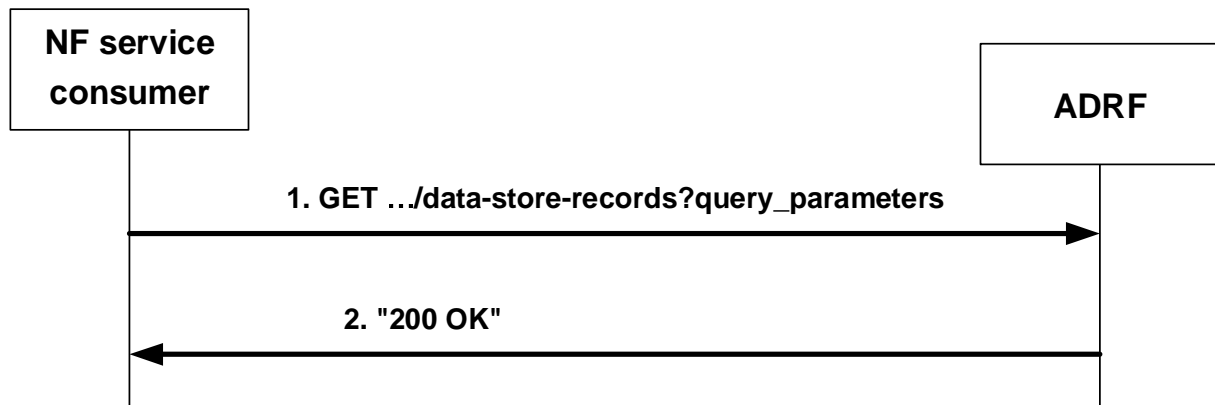 NF service
consumer
ADRF
1. GET …/data-store-records?query_parameters
2. "200 OK"